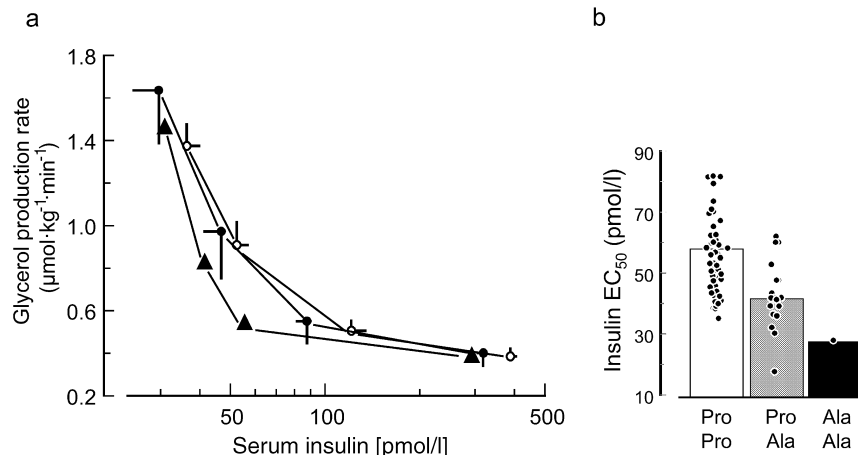 a
b
1.8
1.4
1.0
0.6
0.2
Glycerol production rate
(μmol·kg⁻¹·min⁻¹)
50
100
500
Serum insulin [pmol/l]
90
70
50
30
10
Insulin EC₅₀ (pmol/l)
Pro Pro Ala
Pro Ala Ala